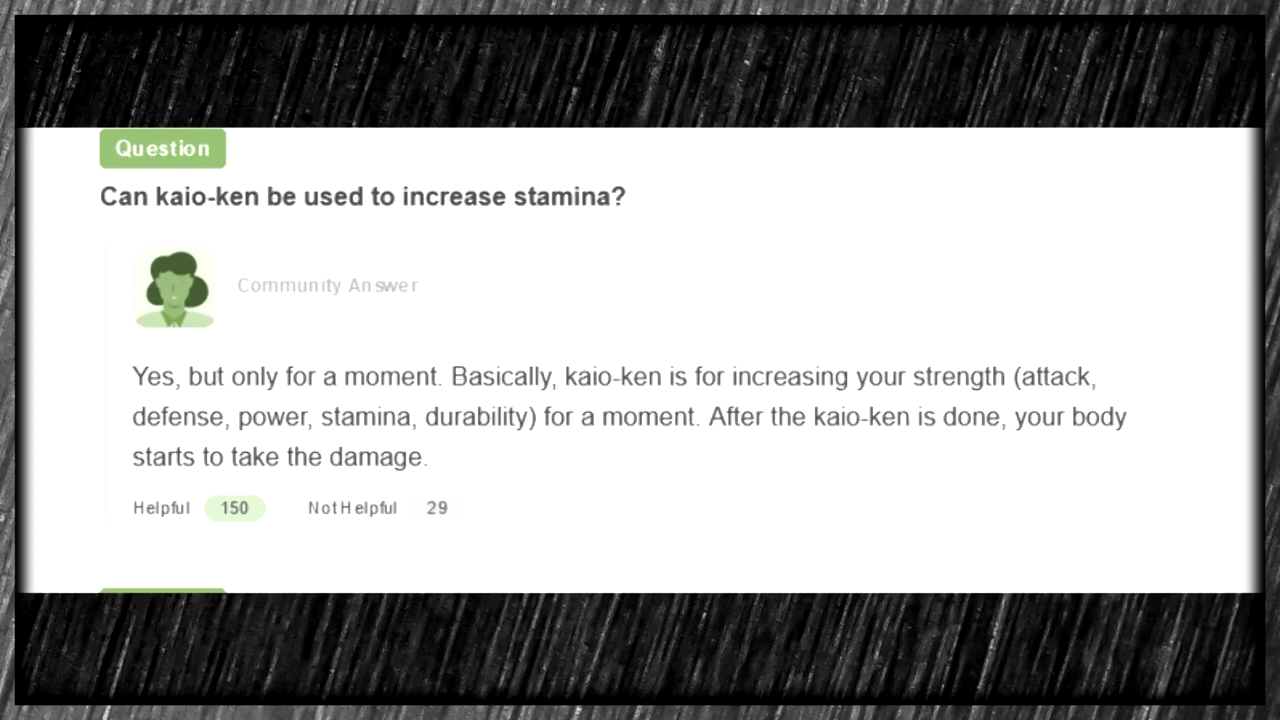 Question
Can kaio-ken be used to increase stamina?
Community Answer
Yes, but only for a moment. Basically, kaio-ken is for increasing your strength (attack,
defense, power, stamina, durability) for a moment. After the kaio-ken is done, your body
starts to take the damage.
Helpful 150 Not Helpful 29